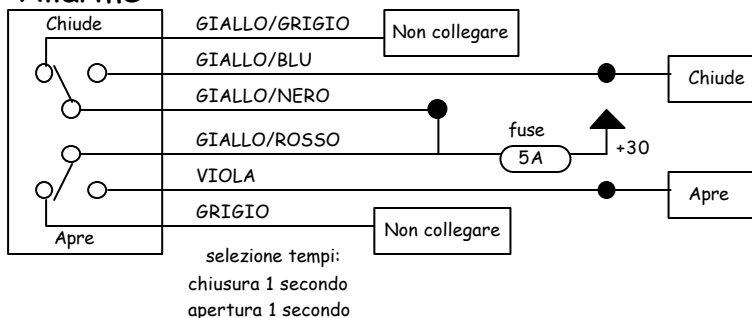 Chiude
GIALLO/GRIGIO
Non collegare
GIALLO/BLU
Chiude
GIALLO/NERO
GIALLO/ROSSO
fuse
5A
+30
VIOLA
Apre
GRIGIO
Non collegare
Apre
selezione tempi:
chiusura 1 secondo
apertura 1 secondo